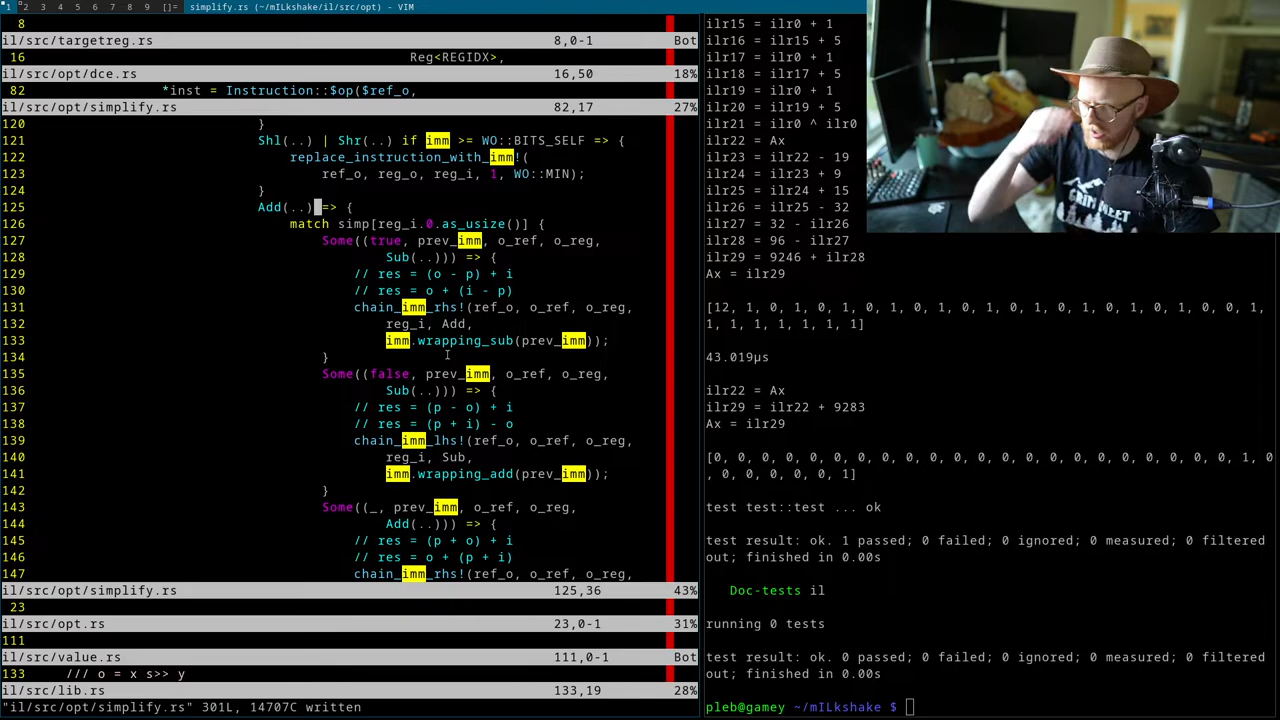 1 2 3 4 5 6 7 8 9 []= simplify.rs (~/mILkshake/il/src/opt) - VIM
8
il/src/targetreg.rs 8,0-1 Bot
16 Reg<REGIDX>,
il/src/opt/dce.rs 16,50 18%
82 *inst = Instruction::$op($ref_o,
il/src/opt/simplify.rs 82,17 27%
120 }
121 Shl(..) | Shr(..) if imm >= WO::BITS_SELF => {
122 replace_instruction_with_imm!(
123 ref_o, reg_o, reg_i, 1, WO::MIN);
124 }
125 Add(..) => {
126 match simp[reg_i.0.as_usize()] {
127 Some((true, prev_imm, o_ref, o_reg,
128 Sub(..))) => {
129 // res = (o - p) + i
130 // res = o + (i - p)
131 chain_imm_rhs!(ref_o, o_ref, o_reg,
132 reg_i, Add,
133 imm.wrapping_sub(prev_imm));
134 }
135 Some((false, prev_imm, o_ref, o_reg,
136 Sub(..))) => {
137 // res = (p - o) + i
138 // res = (p + i) - o
139 chain_imm_lhs!(ref_o, o_ref, o_reg,
140 reg_i, Sub,
141 imm.wrapping_add(prev_imm));
142 }
143 Some((_, prev_imm, o_ref, o_reg,
144 Add(..))) => {
145 // res = (p + o) + i
146 // res = o + (p + i)
147 chain_imm_rhs!(ref_o, o_ref, o_reg,
il/src/opt/simplify.rs 125,36 43%
23
il/src/opt.rs 23,0-1 31%
111
il/src/value.rs 111,0-1 Bot
133 /// o = x s>> y
il/src/lib.rs 133,19 28%
"il/src/opt/simplify.rs" 301L, 14707C written
ilr15 = ilr0 + 1
ilr16 = ilr15 + 5
ilr17 = ilr0 + 1
ilr18 = ilr17 + 5
ilr19 = ilr0 + 1
ilr20 = ilr19 + 5
ilr21 = ilr0 ^ ilr0
ilr22 = Ax
ilr23 = ilr22 - 19
ilr24 = ilr23 + 9
ilr25 = ilr24 + 15
ilr26 = ilr25 - 32
ilr27 = 32 - ilr26
ilr28 = 96 - ilr27
ilr29 = 9246 + ilr28
Ax = ilr29
[12, 1, 0, 1, 0, 1, 0, 1, 0, 1, 0, 1, 0, 1, 0, 1, 0, 1, 0, 1, 0, 0, 1,
1, 1, 1, 1, 1, 1, 1]
43.019µs
ilr22 = Ax
ilr29 = ilr22 + 9283
Ax = ilr29
[0, 0, 0, 0, 0, 0, 0, 0, 0, 0, 0, 0, 0, 0, 0, 0, 0, 0, 0, 0, 0, 0, 1, 0
, 0, 0, 0, 0, 0, 1]
test test::test ... ok
test result: ok. 1 passed; 0 failed; 0 ignored; 0 measured; 0 filtered
out; finished in 0.00s
Doc-tests il
running 0 tests
test result: ok. 0 passed; 0 failed; 0 ignored; 0 measured; 0 filtered
out; finished in 0.00s
pleb@gamey ~/mILkshake $